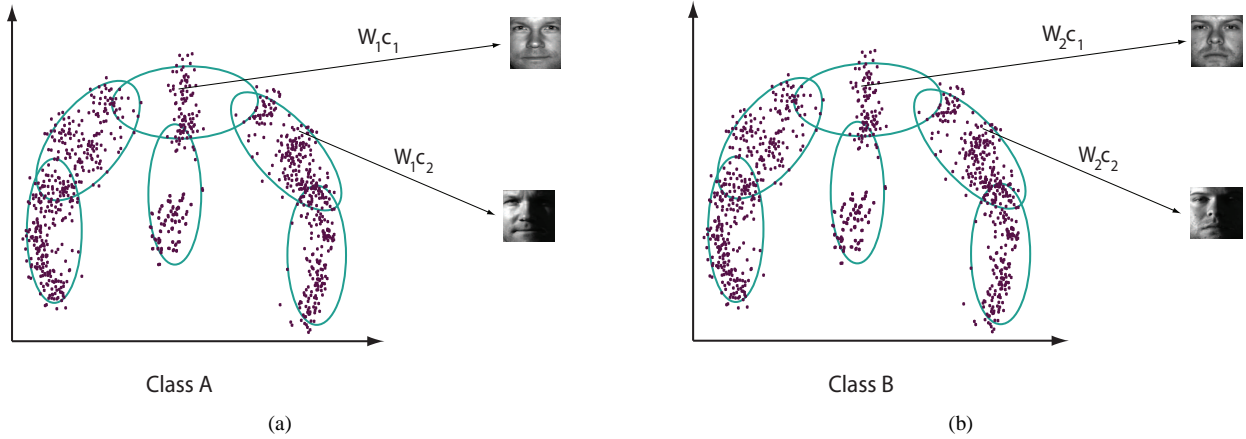 W₁c₁
W₁c₂
Class A
(a)
W₂c₁
W₂c₂
Class B
(b)